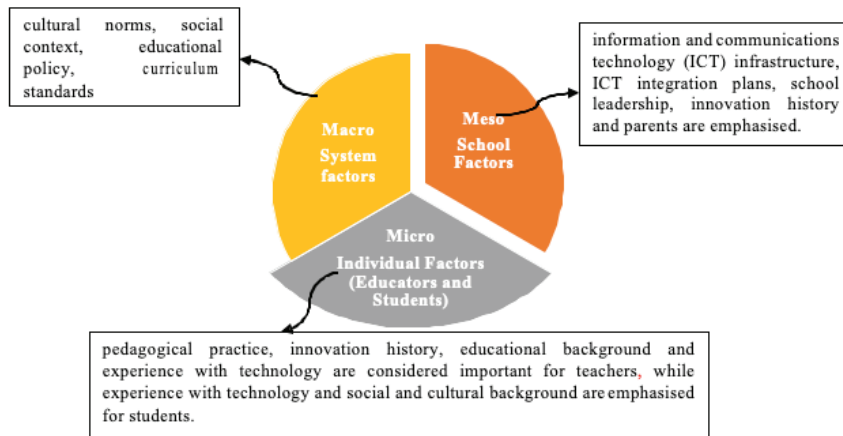 cultural norms, social
context, educational
policy, curriculum
standards
information and communications
technology (ICT) infrastructure,
ICT integration plans, school
leadership, innovation history
and parents are emphasised.
Macro
System
factors
Meso
School
Factors
Micro
Individual Factors
(Educators and
Students)
pedagogical practice, innovation history, educational background and
experience with technology are considered important for teachers, while
experience with technology and social and cultural background are emphasised
for students.